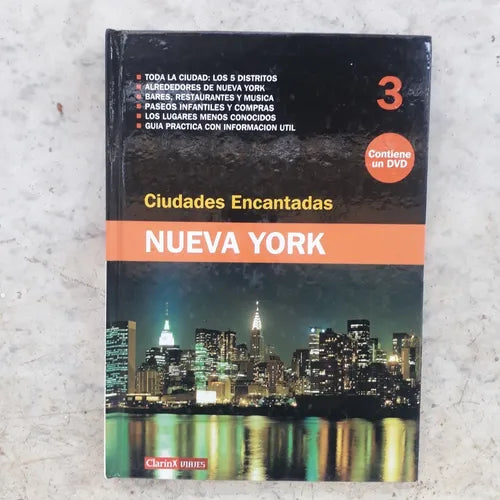 TODA LA CIUDAD: LOS 5 DISTRITOS
ALREDEDORES DE NUEVA YORK
BARES, RESTAURANTES Y MUSICA
PASEOS INFANTILES Y COMPRAS
LOS LUGARES MENOS CONOCIDOS
GUIA PRACTICA CON INFORMACION UTIL
3
Contiene
un DVD
Ciudades Encantadas
NUEVA YORK
ClarinX VIAJES